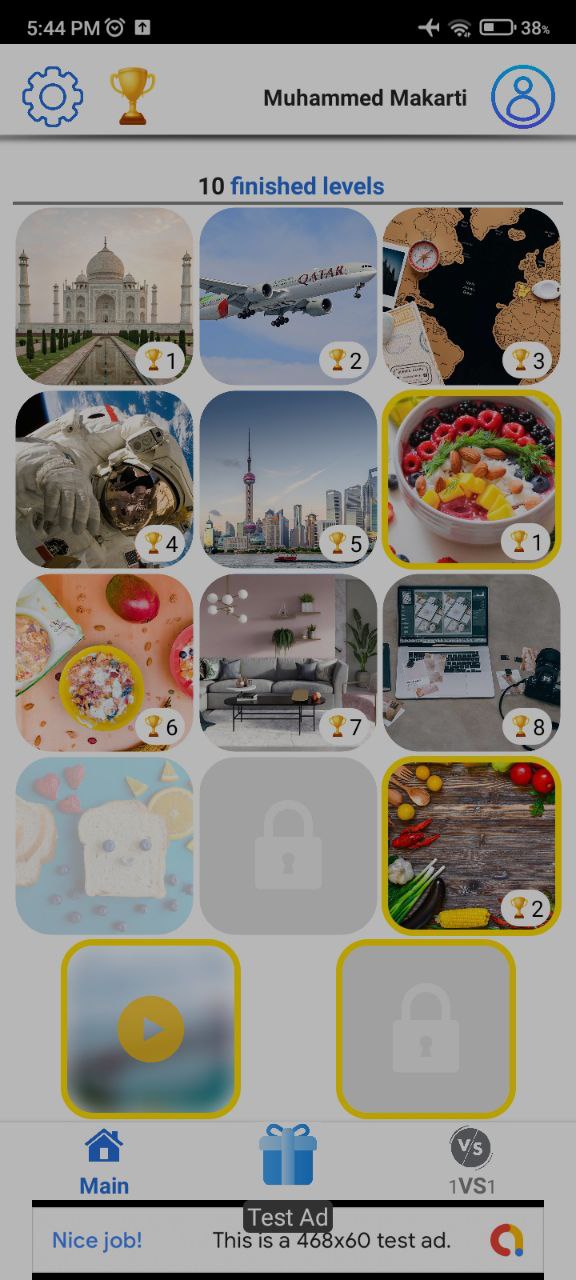 5:44 PM
38%
Muhammed Makarti
10 finished levels
QATAR
1
2
3
4
5
1
6
7
8
2
VS
Main
1VS1
Test Ad
Nice job!
This is a 468x60 test ad.